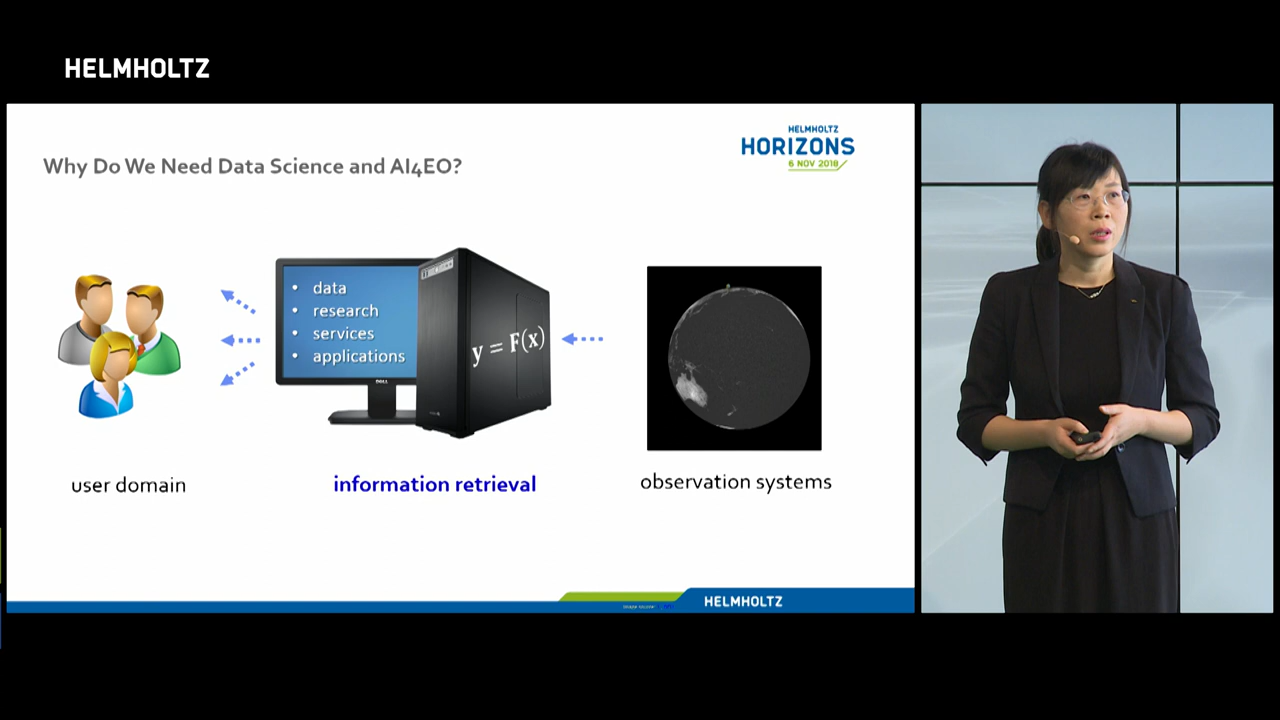 HELMHOLTZ
HELMHOLTZ
HORIZONS
6 NOV 2018
Why Do We Need Data Science and AI4EO?
• data
• research
• services
• applications
y = F(x)
DELL
user domain
information retrieval
observation systems
HELMHOLTZ